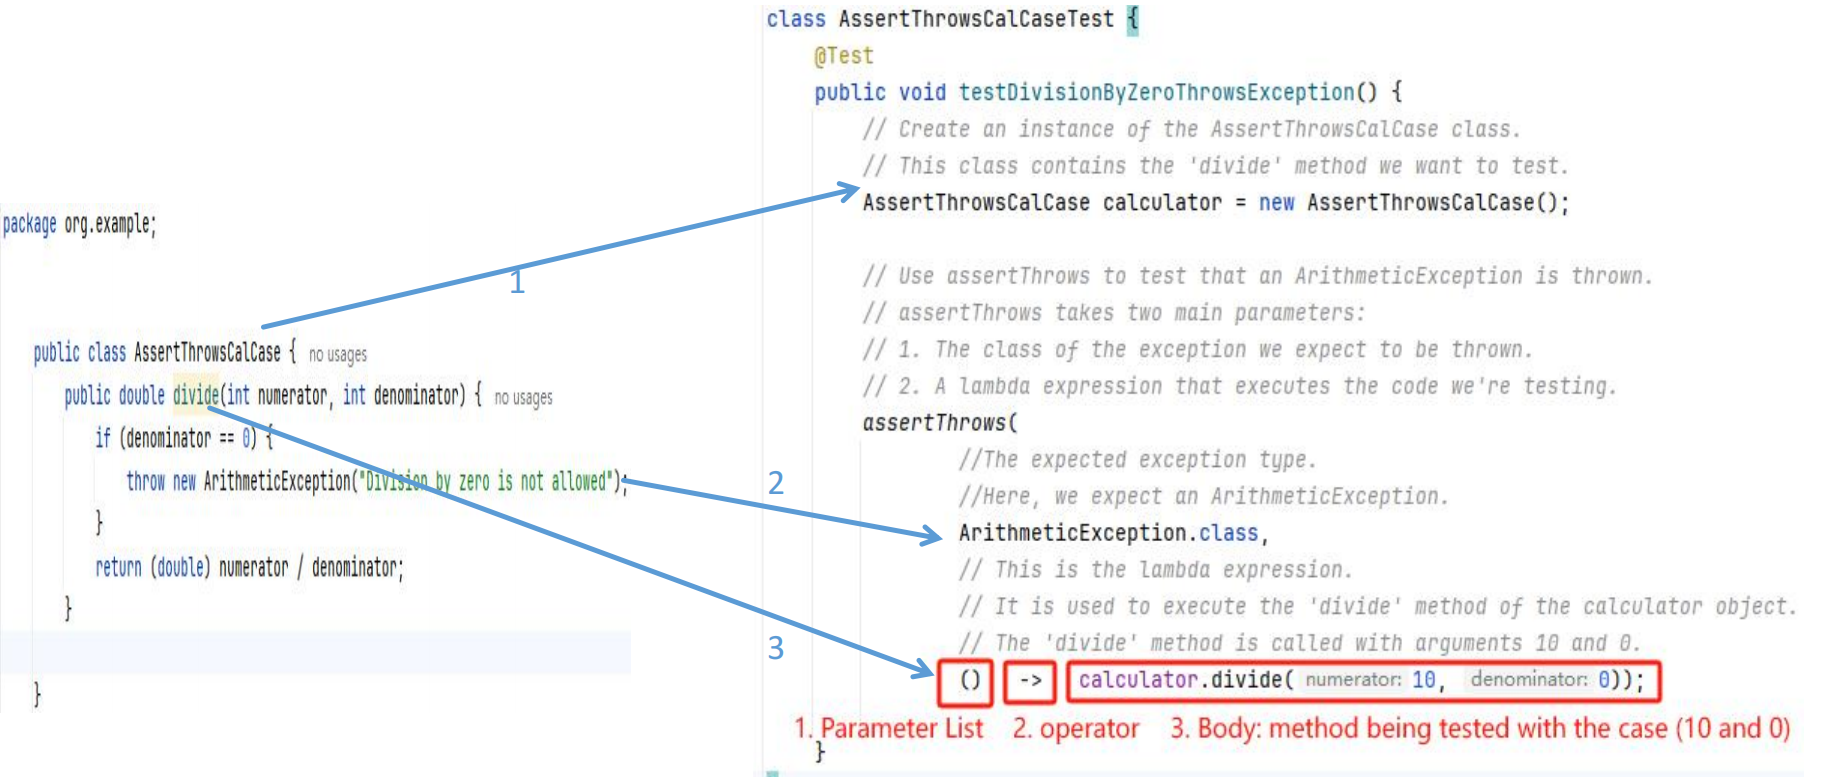 package org.example;
public class AssertThrowsCalCase { no usages
public double divide(int numerator, int denominator) { no usages
if (denominator == 0) {
throw new ArithmeticException("Division by zero is not allowed");
}
return (double) numerator / denominator;
}
}
1
2
3
class AssertThrowsCalCaseTest {
@Test
public void testDivisionByZeroThrowsException() {
// Create an instance of the AssertThrowsCalCase class.
// This class contains the 'divide' method we want to test.
AssertThrowsCalCase calculator = new AssertThrowsCalCase();
// Use assertThrows to test that an ArithmeticException is thrown.
// assertThrows takes two main parameters:
// 1. The class of the exception we expect to be thrown.
// 2. A lambda expression that executes the code we're testing.
assertThrows(
//The expected exception type.
//Here, we expect an ArithmeticException.
ArithmeticException.class,
// This is the lambda expression.
// It is used to execute the 'divide' method of the calculator object.
// The 'divide' method is called with arguments 10 and 0.
() -> calculator.divide( numerator: 10, denominator: 0));
1. Parameter List 2. operator 3. Body: method being tested with the case (10 and 0)
}